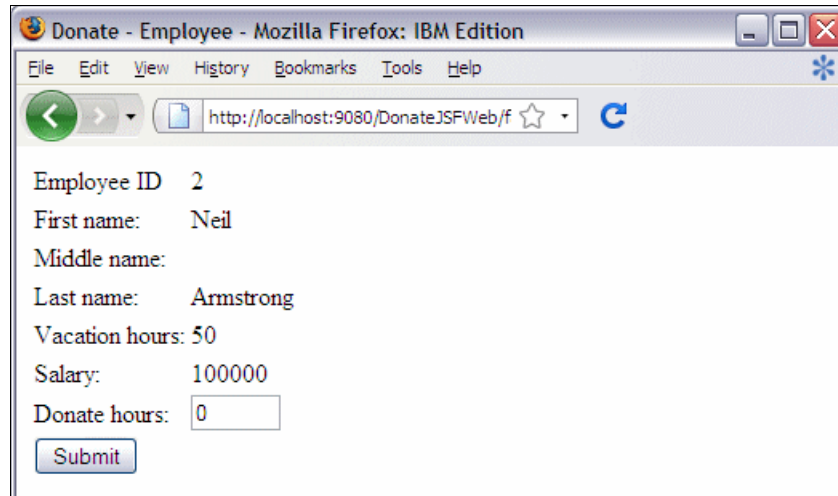 Donate - Employee - Mozilla Firefox: IBM Edition
File Edit View History Bookmarks Tools Help
http://localhost:9080/DonateJSFWeb/f
Employee ID 2
First name: Neil
Middle name:
Last name: Armstrong
Vacation hours: 50
Salary: 100000
Donate hours: 0
Submit